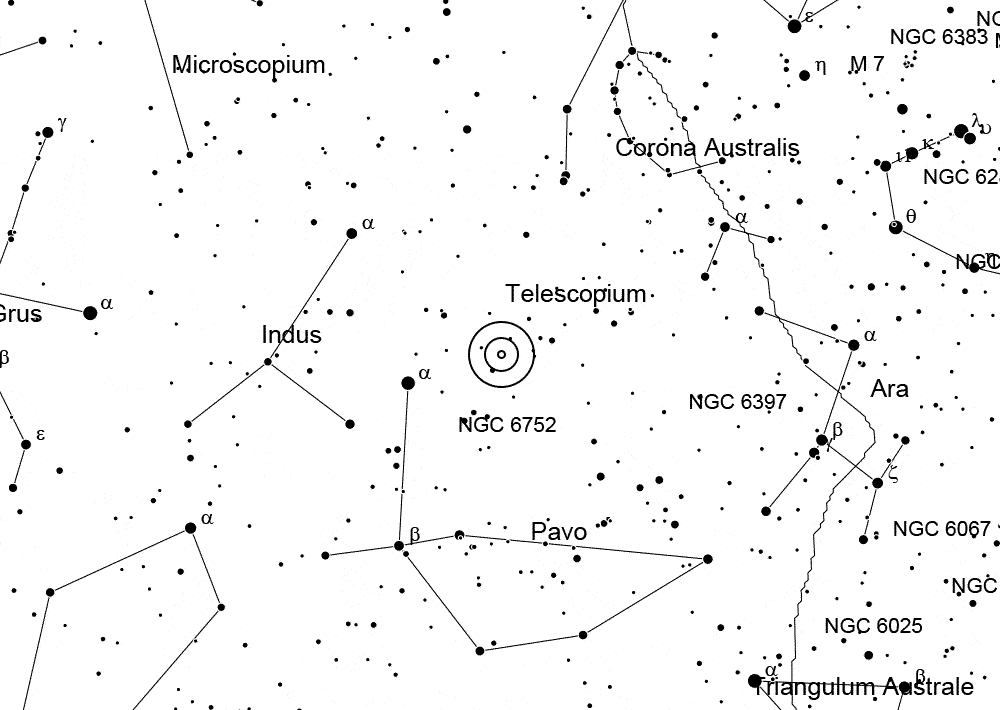 ε
NGC 6383
η
M 7
Microscopium
γ
λ
υ
κ
ι
Corona Australis
α
α
θ
Telescopium
α
Grus
Indus
α
β
α
Ara
NGC 6397
NGC 6752
β
ε
ζ
α
Pavo
β
NGC 6067
NGC
NGC 6025
α
β
Triangulum Australe